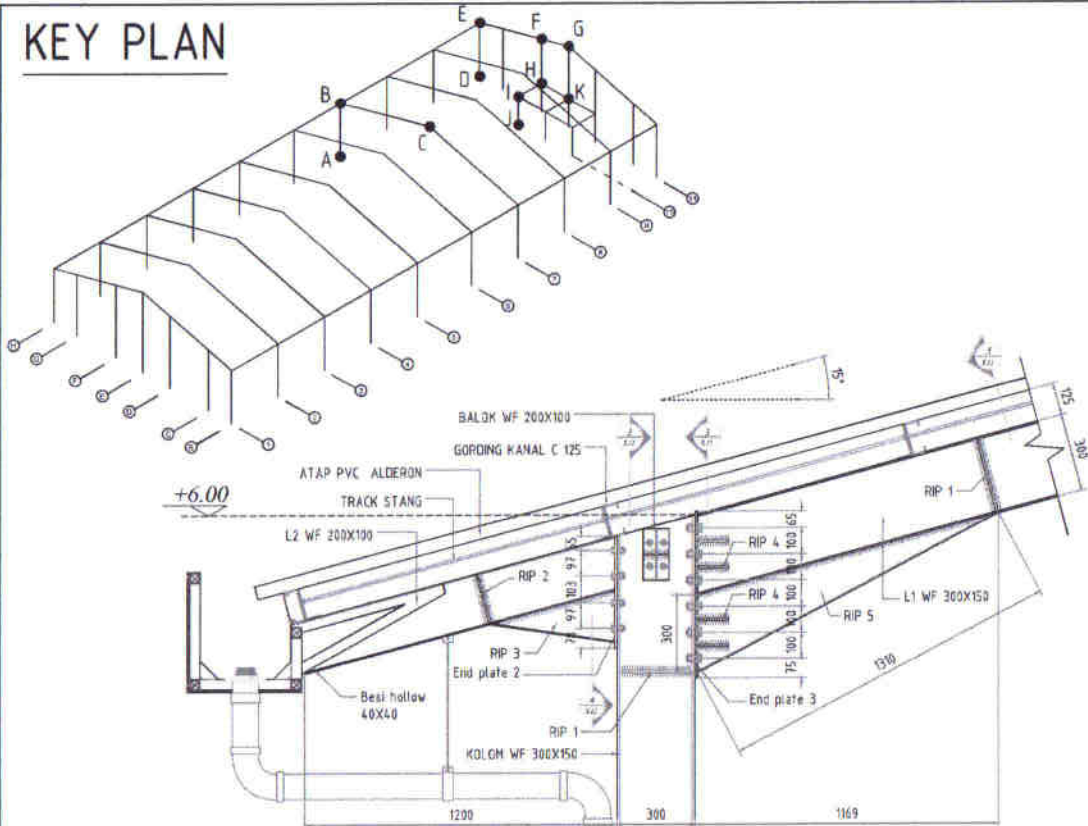 KEY PLAN
E
F
G
D
H
I
K
J
B
C
A
15°
BALOK WF 200X100
GORDING KANAL C 125
ATAP PVC ALDERON
TRACK STANG
+6.00
L2 WF 200X100
125
300
RIP 1
65
100
100
100
100
100
75
RIP 4
RIP 4
RIP 5
L1 WF 300X150
1310
RIP 2
97
103
97
RIP 3
300
End plate 2
End plate 3
Besi hollow
40X40
RIP 1
KOLOM WF 300X150
1200
300
1169